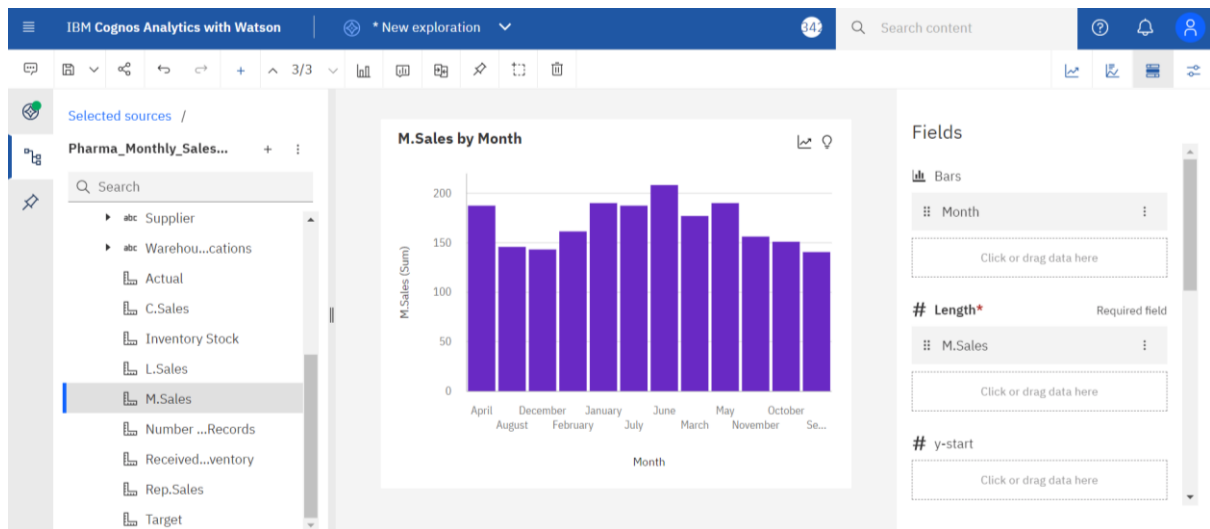 IBM Cognos Analytics with Watson
* New exploration
342
Search content
3/3
Selected sources /
Pharma_Monthly_Sales...
Search
abc Supplier
abc Warehou...cations
Actual
C.Sales
Inventory Stock
L.Sales
M.Sales
Number ...Records
Received...ventory
Rep.Sales
Target
M.Sales by Month
M.Sales (Sum)
200
150
100
50
0
April December January June May October
August February July March November Se...
Month
Fields
Bars
Month
Click or drag data here
# Length* Required field
M.Sales
Click or drag data here
# y-start
Click or drag data here